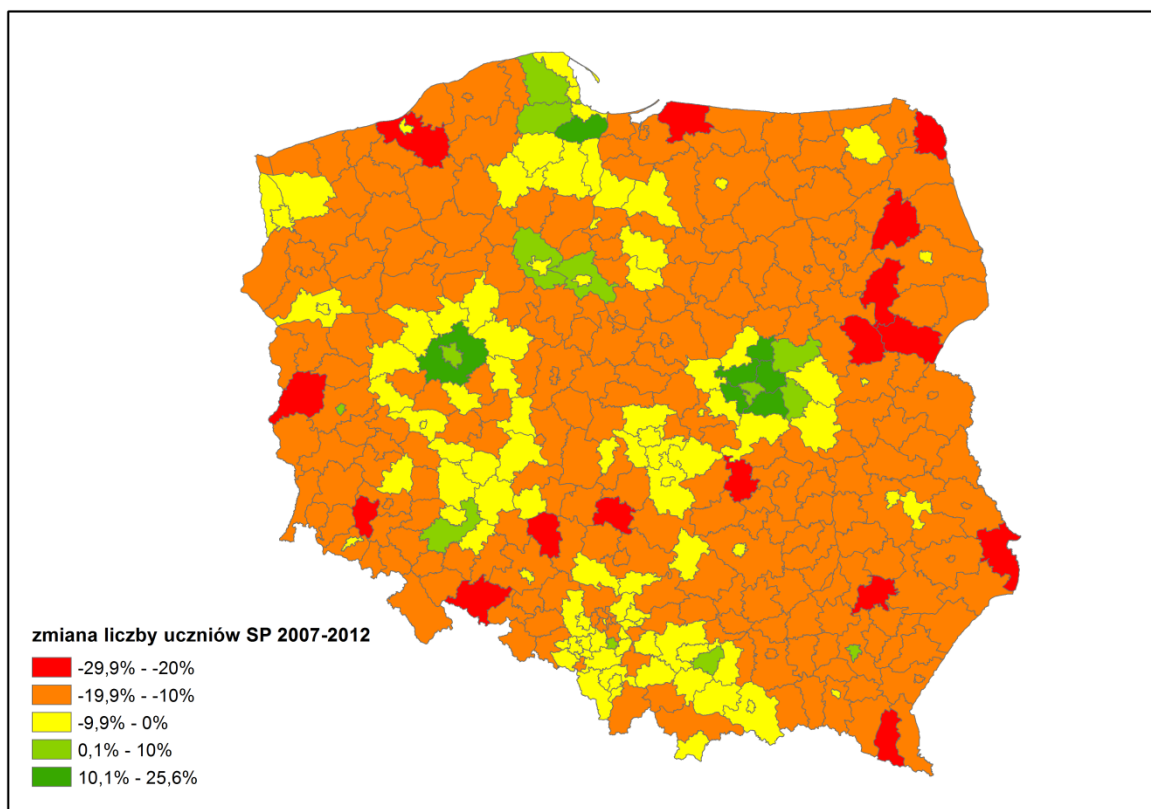 zmiana liczby uczniów SP 2007-2012
-29,9% - -20%
-19,9% - -10%
-9,9% - 0%
0,1% - 10%
10,1% - 25,6%